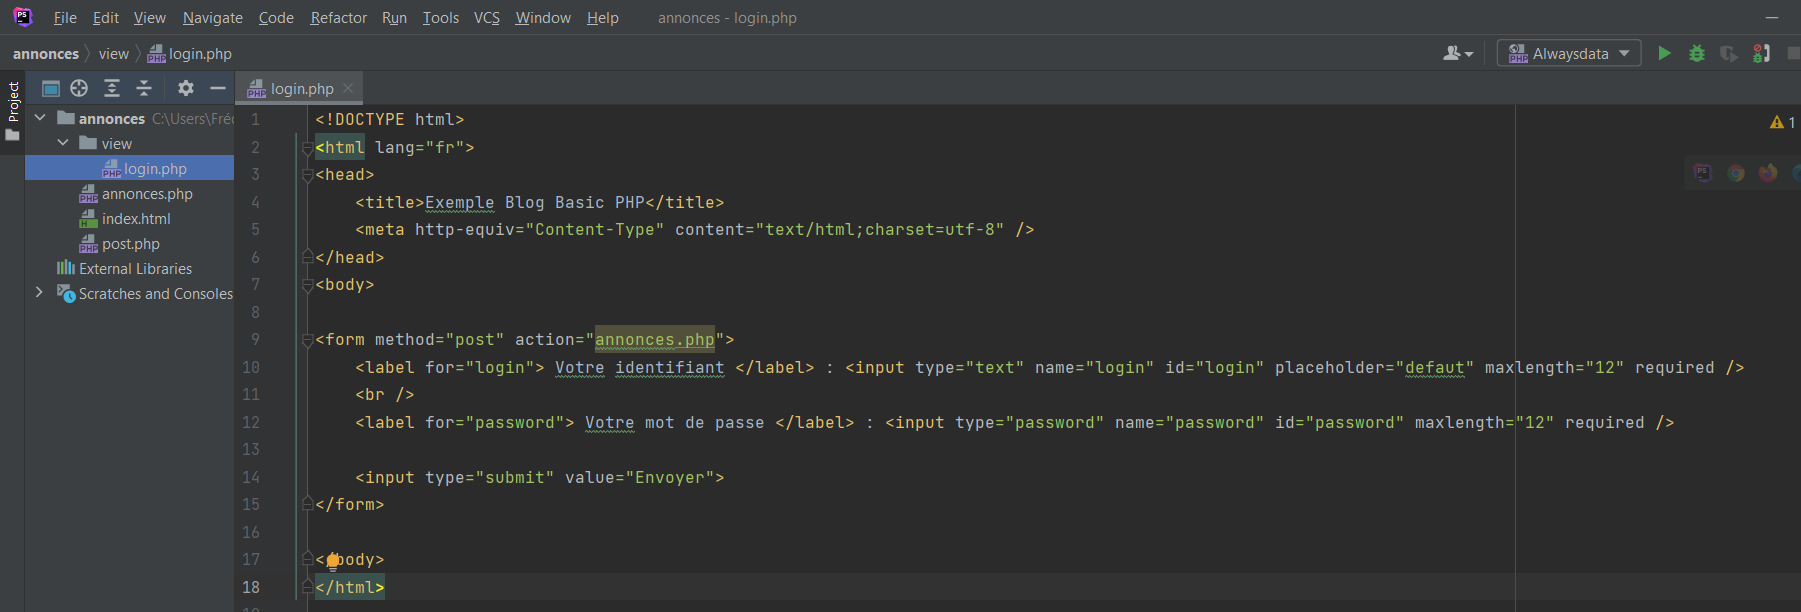 PS File Edit View Navigate Code Refactor Run Tools VCS Window Help annonces - login.php
annonces view login.php Alwaysdata
Project
login.php
annonces C:\Users\Fréd
view
login.php
annonces.php
index.html
post.php
External Libraries
Scratches and Consoles
1 <!DOCTYPE html>
2 <html lang="fr">
3 <head>
4 <title>Exemple Blog Basic PHP</title>
5 <meta http-equiv="Content-Type" content="text/html;charset=utf-8" />
6 </head>
7 <body>
8
9 <form method="post" action="annonces.php">
10 <label for="login"> Votre identifiant </label> : <input type="text" name="login" id="login" placeholder="defaut" maxlength="12" required />
11 <br />
12 <label for="password"> Votre mot de passe </label> : <input type="password" name="password" id="password" maxlength="12" required />
13
14 <input type="submit" value="Envoyer">
15 </form>
16
17 </body>
18 </html>
1